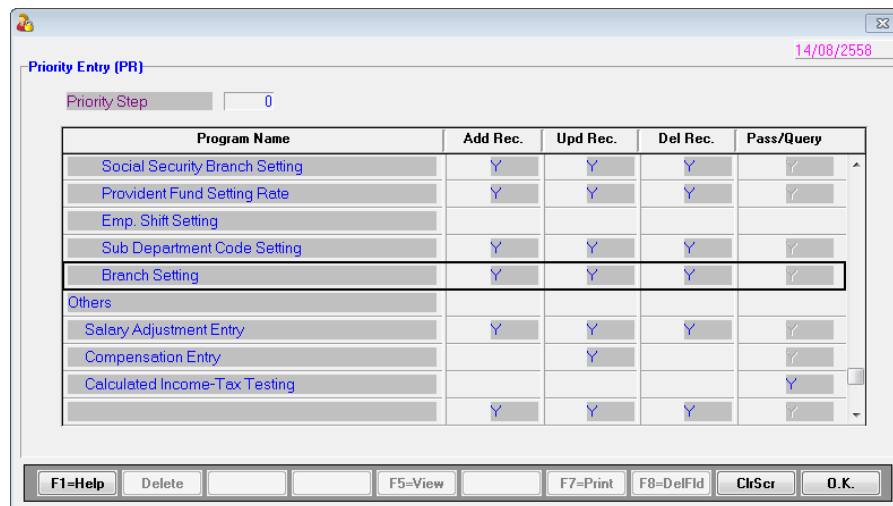 14/08/2558
Priority Entry (PR)
Priority Step 0
Program Name Add Rec. Upd Rec. Del Rec. Pass/Query
Social Security Branch Setting Y Y Y Y
Provident Fund Setting Rate Y Y Y Y
Emp. Shift Setting
Sub Department Code Setting Y Y Y Y
Branch Setting Y Y Y Y
Others
Salary Adjustment Entry Y Y Y Y
Compensation Entry Y Y
Calculated Income-Tax Testing Y
Y Y Y Y
F1=Help Delete F5=View F7=Print F8=DelFld ClrScr O.K.